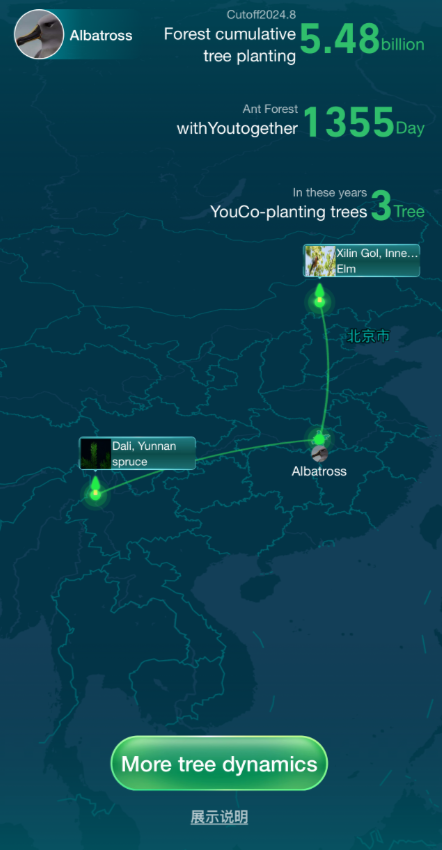 Albatross
Cutoff2024.8
Forest cumulative
tree planting
5.48billion
Ant Forest
withYoutogether
1355Day
In these years
YouCo-planting trees
3Tree
Xilin Gol, Inne...
Elm
北京市
Dali, Yunnan
spruce
Albatross
More tree dynamics
展示说明